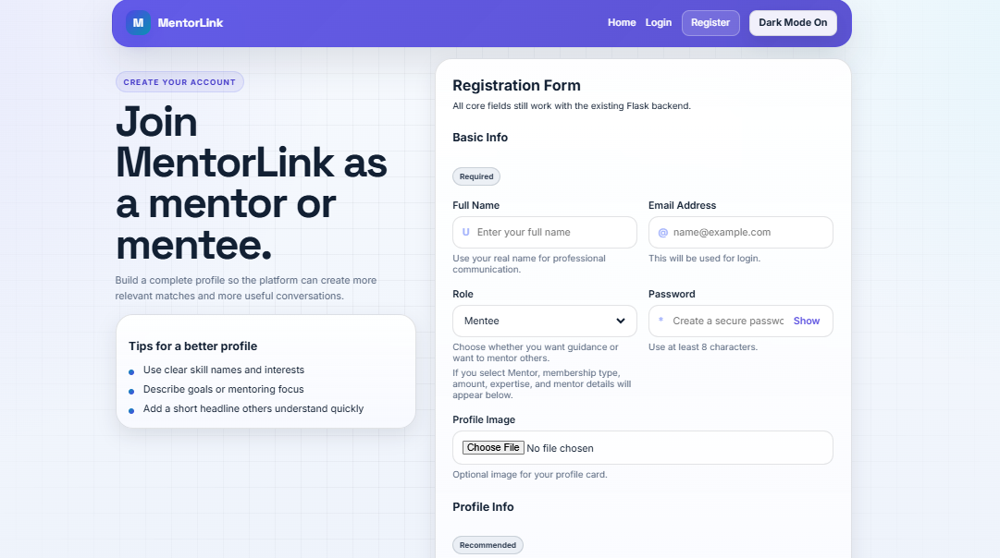 M MentorLink
Home Login Register Dark Mode On
CREATE YOUR ACCOUNT
Join
MentorLink as
a mentor or
mentee.
Build a complete profile so the platform can create more
relevant matches and more useful conversations.
Tips for a better profile
Use clear skill names and interests
Describe goals or mentoring focus
Add a short headline others understand quickly
Registration Form
All core fields still work with the existing Flask backend.
Basic Info
Required
Full Name
U Enter your full name
Use your real name for professional
communication.
Email Address
@ name@example.com
This will be used for login.
Role
Mentee
Choose whether you want guidance or
want to mentor others.
If you select Mentor, membership type,
amount, expertise, and mentor details will
appear below.
Password
* Create a secure passwc Show
Use at least 8 characters.
Profile Image
Choose File No file chosen
Optional image for your profile card.
Profile Info
Recommended